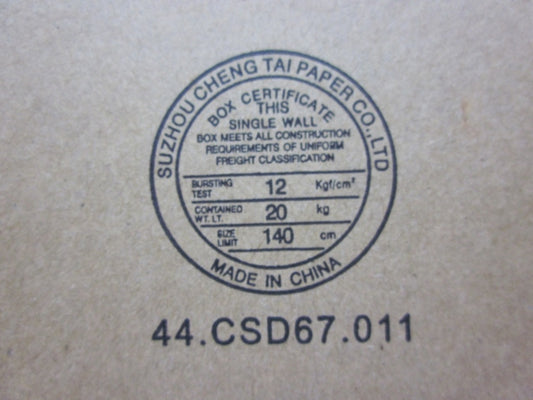 SUZHOU CHENG TAI PAPER CO.,LTD
BOX CERTIFICATE
THIS
SINGLE WALL
BOX MEETS ALL CONSTRUCTION
REQUIREMENTS OF UNIFORM
FREIGHT CLASSIFICATION
BURSTING TEST 12 Kgf/cm²
CONTAINED WT. LT. 20 kg
SIZE LIMIT 140 cm
MADE IN CHINA
44.CSD67.011